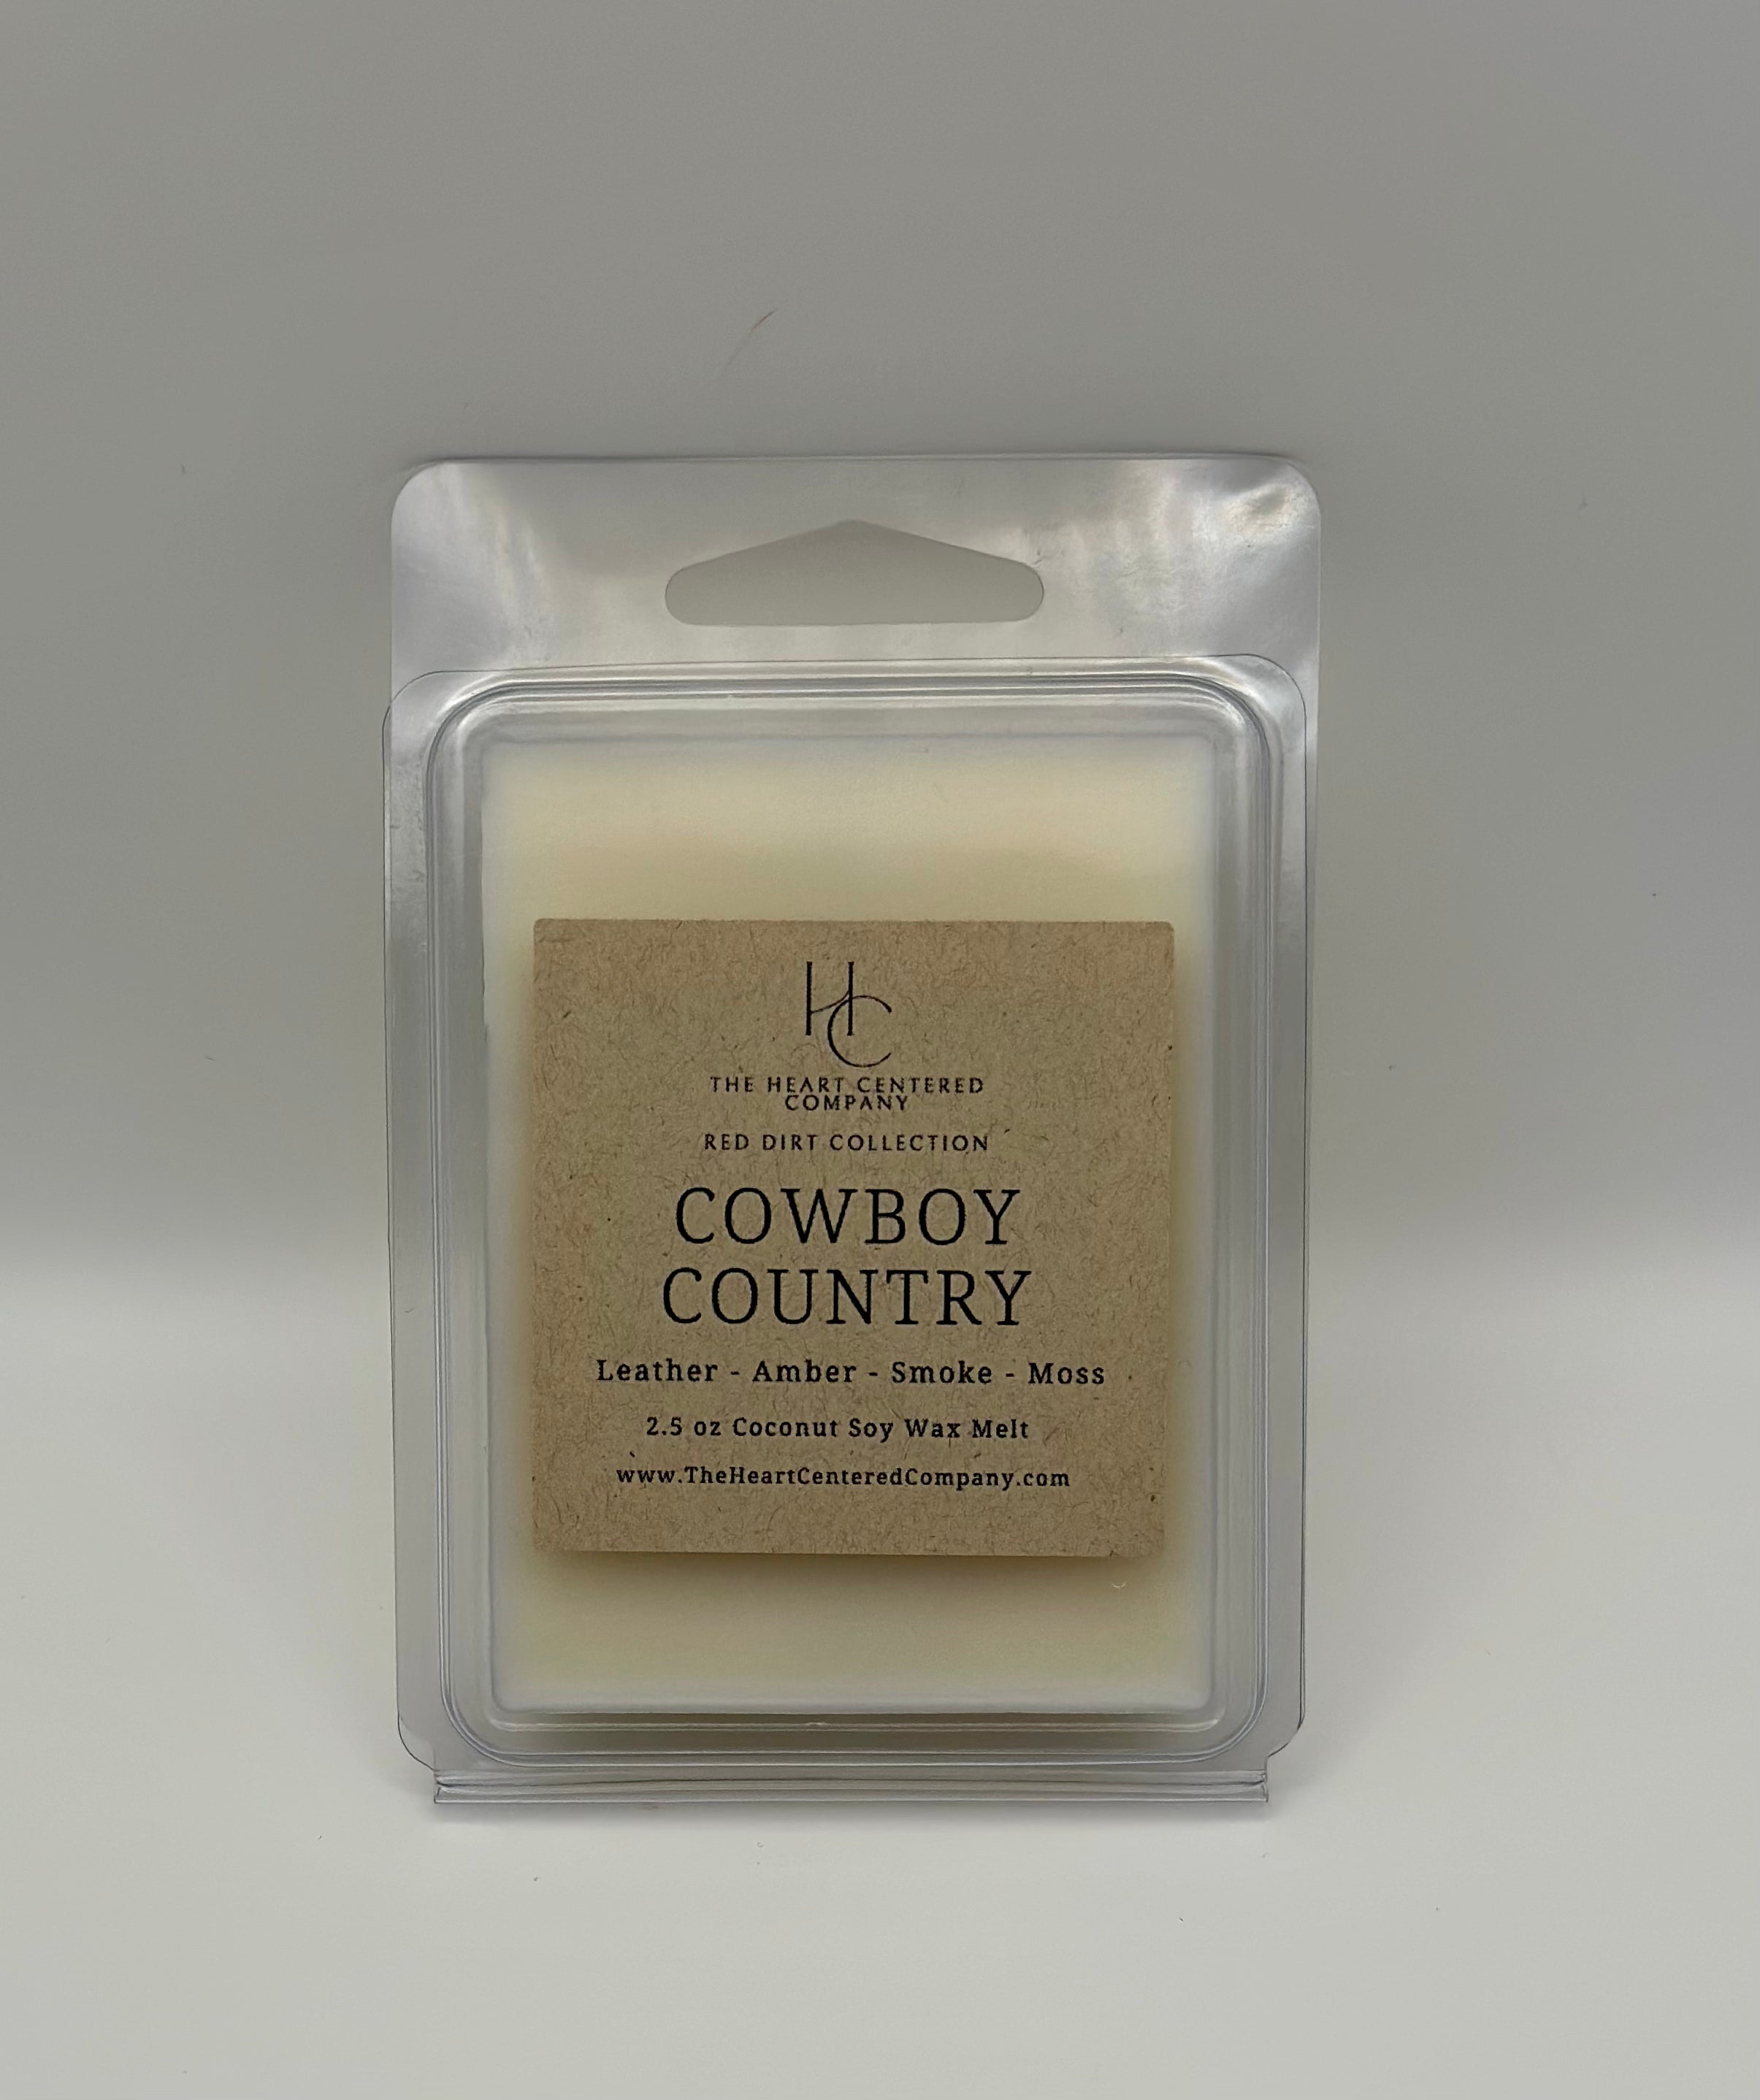 HC
THE HEART CENTERED
COMPANY
RED DIRT COLLECTION
COWBOY
COUNTRY
Leather - Amber - Smoke - Moss
2.5 oz Coconut Soy Wax Melt
www.TheHeartCenteredCompany.com